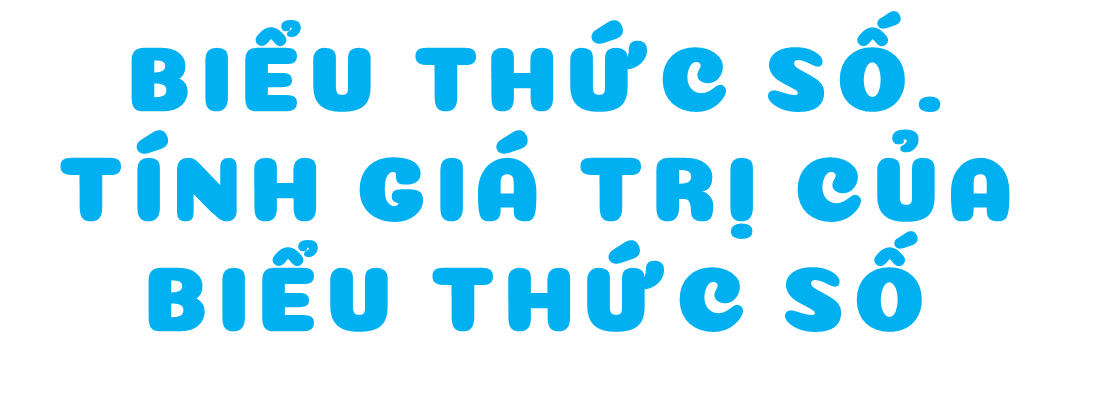 BIỂU THỨC SỐ.
TÍNH GIÁ TRỊ CỦA
BIỂU THỨC SỐ